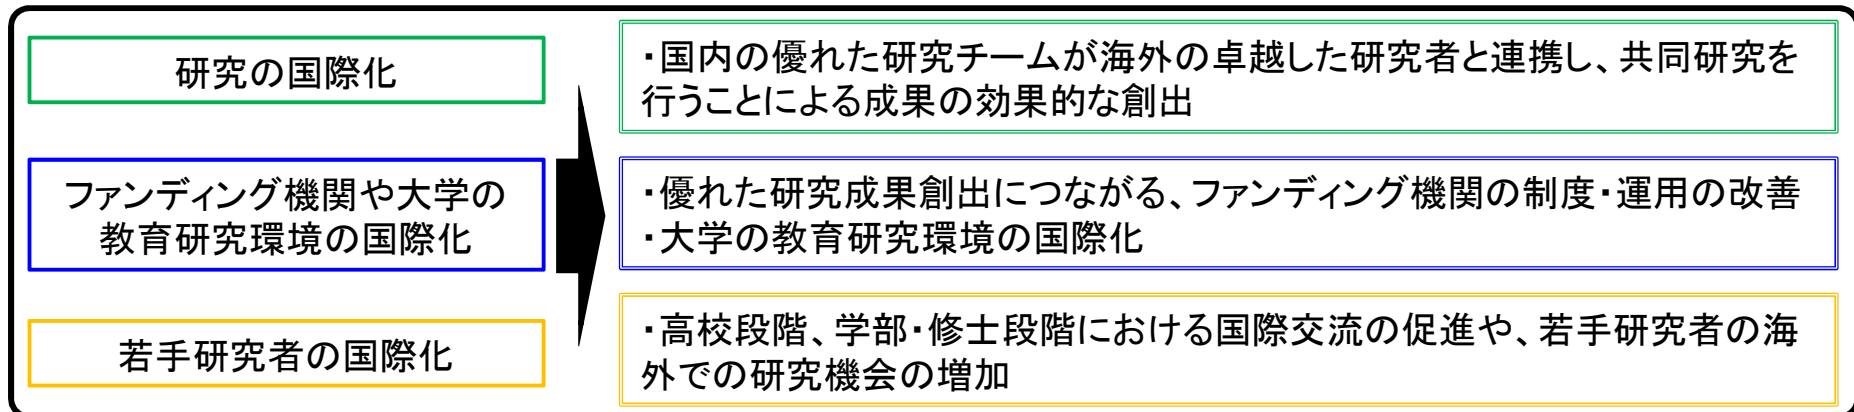 研究の国際化
・国内の優れた研究チームが海外の卓越した研究者と連携し、共同研究を
行うことによる成果の効果的な創出
ファンディング機関や大学の
教育研究環境の国際化
・優れた研究成果創出につながる、ファンディング機関の制度・運用の改善
・大学の教育研究環境の国際化
若手研究者の国際化
・高校段階、学部・修士段階における国際交流の促進や、若手研究者の海
外での研究機会の増加